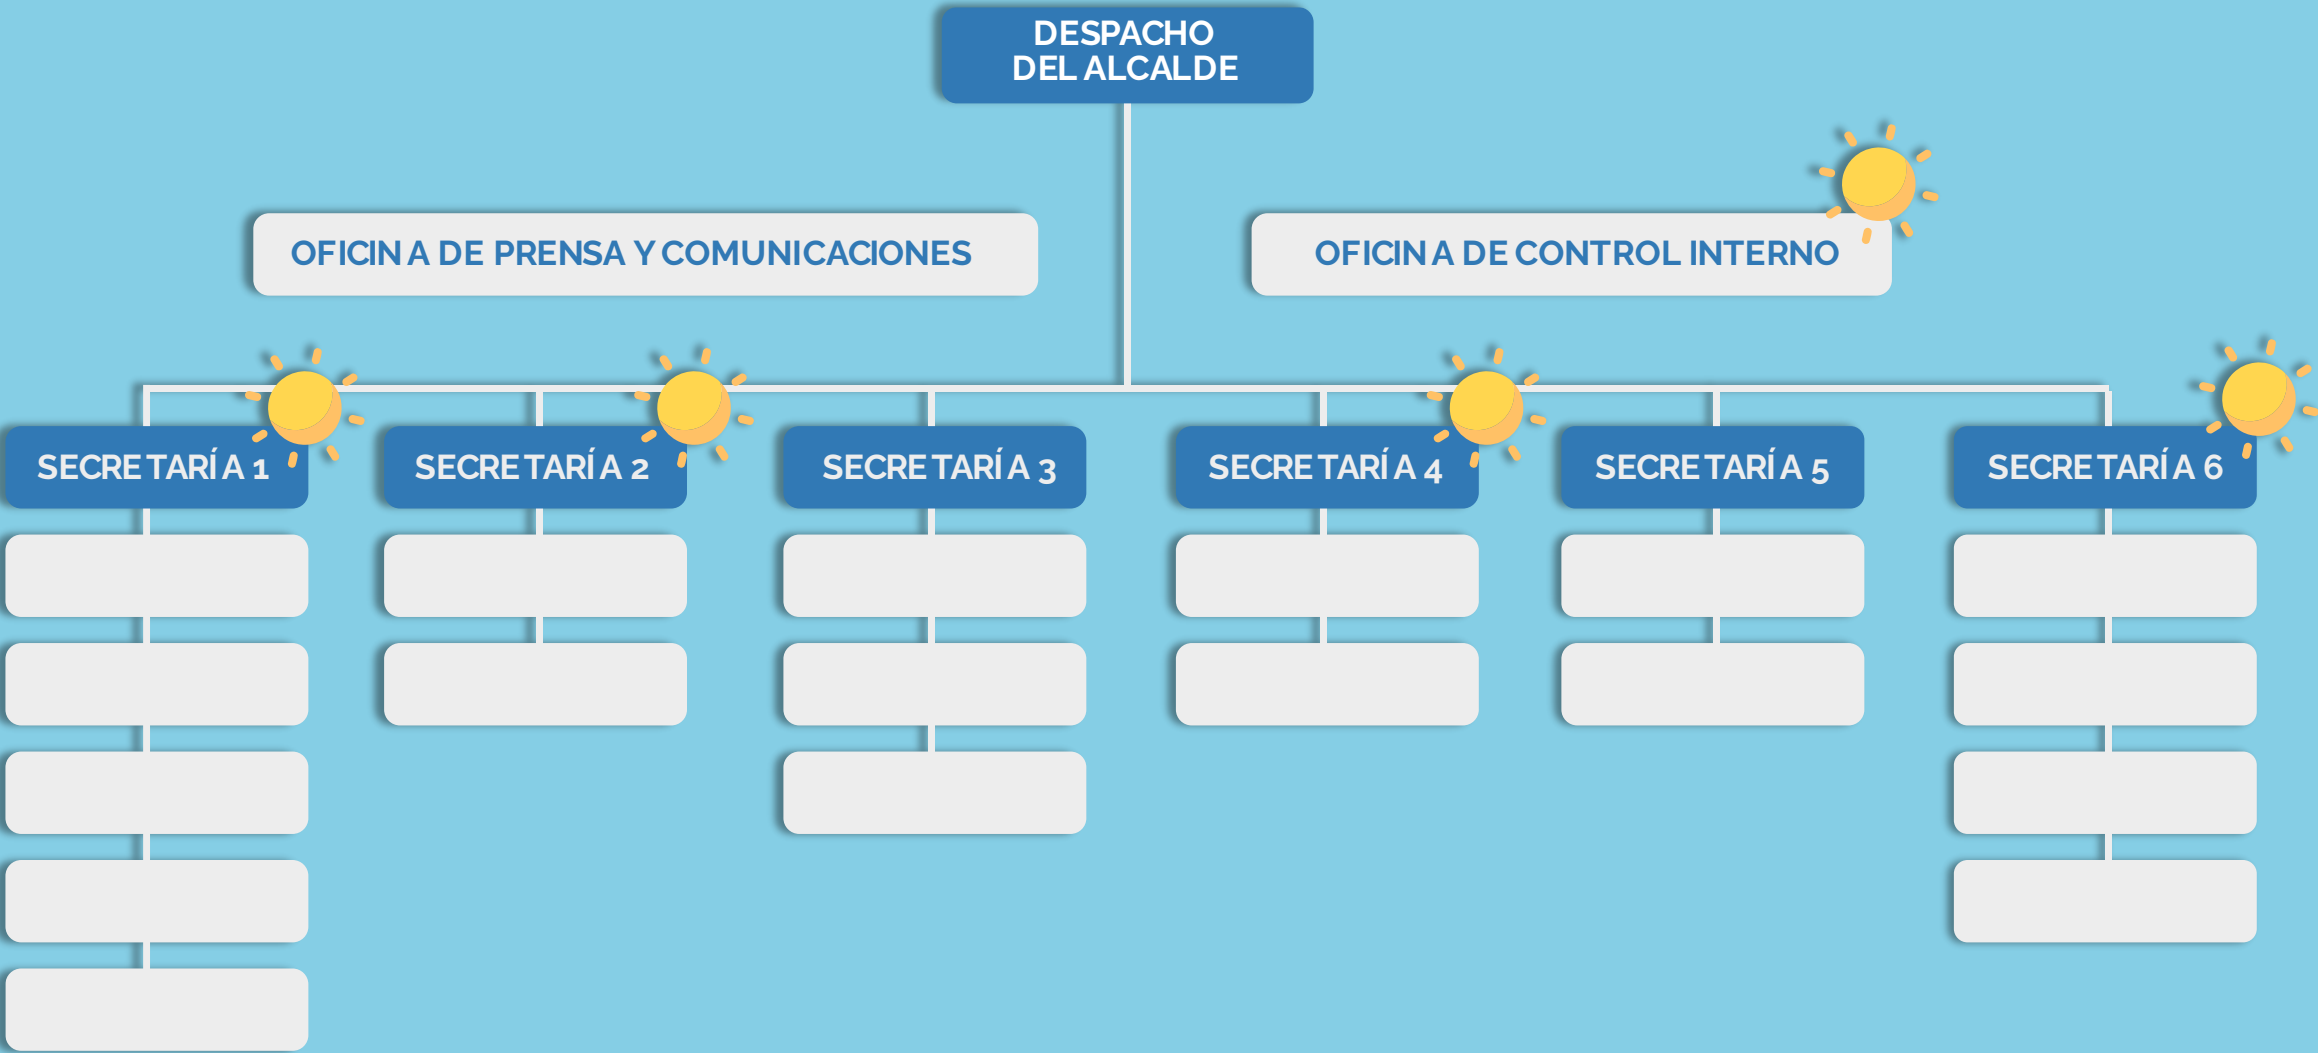 DESPACHO
DEL ALCALDE
OFICINA DE PRENSA Y COMUNICACIONES
OFICINA DE CONTROL INTERNO
SECRETARÍA 1
SECRETARÍA 2
SECRETARÍA 3
SECRETARÍA 4
SECRETARÍA 5
SECRETARÍA 6